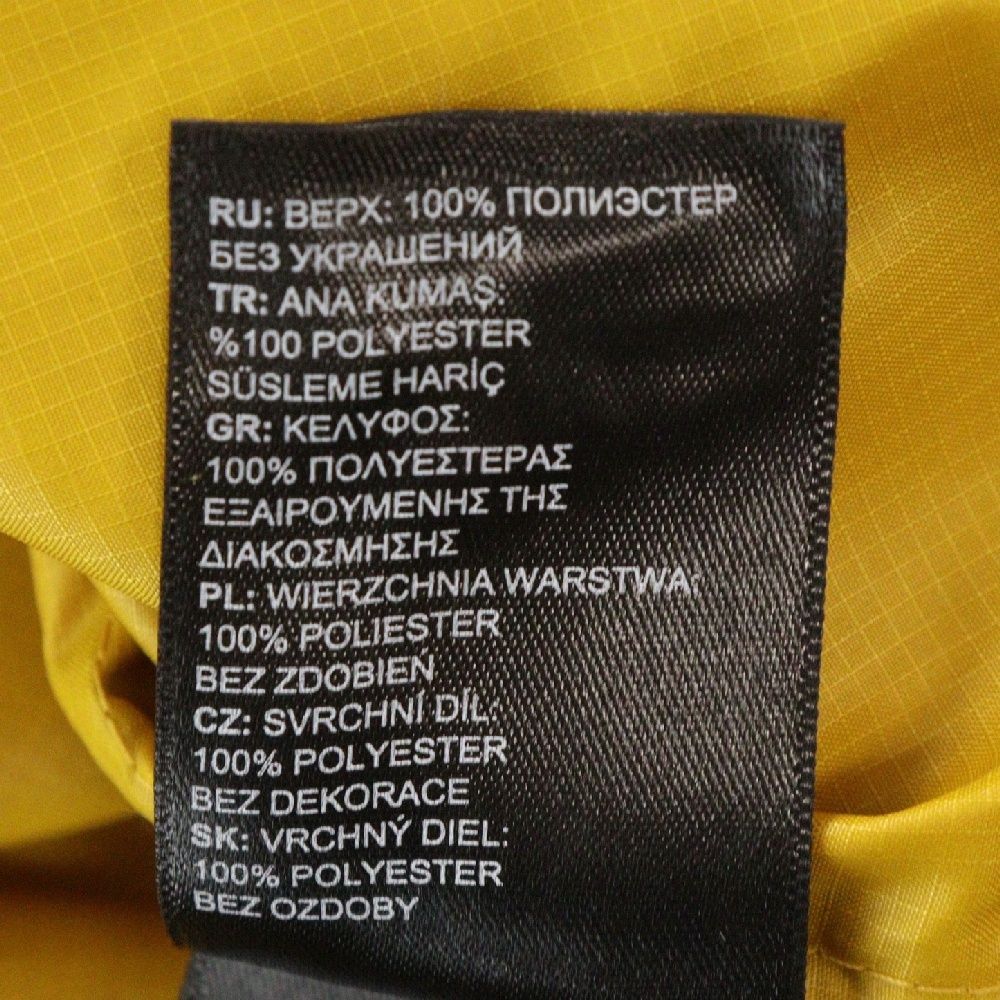 RU: ВЕРХ: 100% ПОЛИЭСТЕР
БЕЗ УКРАШЕНИЙ
TR: ANA KUMAŞ:
%100 POLYESTER
SÜSLEME HARİÇ
GR: ΚΕΛΥΦΟΣ:
100% ΠΟΛΥΕΣΤΕΡΑΣ
ΕΞΑΙΡΟΥΜΕΝΗΣ ΤΗΣ
ΔΙΑΚΟΣΜΗΣΗΣ
PL: WIERZCHNIA WARSTWA:
100% POLIESTER
BEZ ZDOBIEŃ
CZ: SVRCHNÍ DÍL:
100% POLYESTER
BEZ DEKORACE
SK: VRCHNÝ DIEL:
100% POLYESTER
BEZ OZDOBY